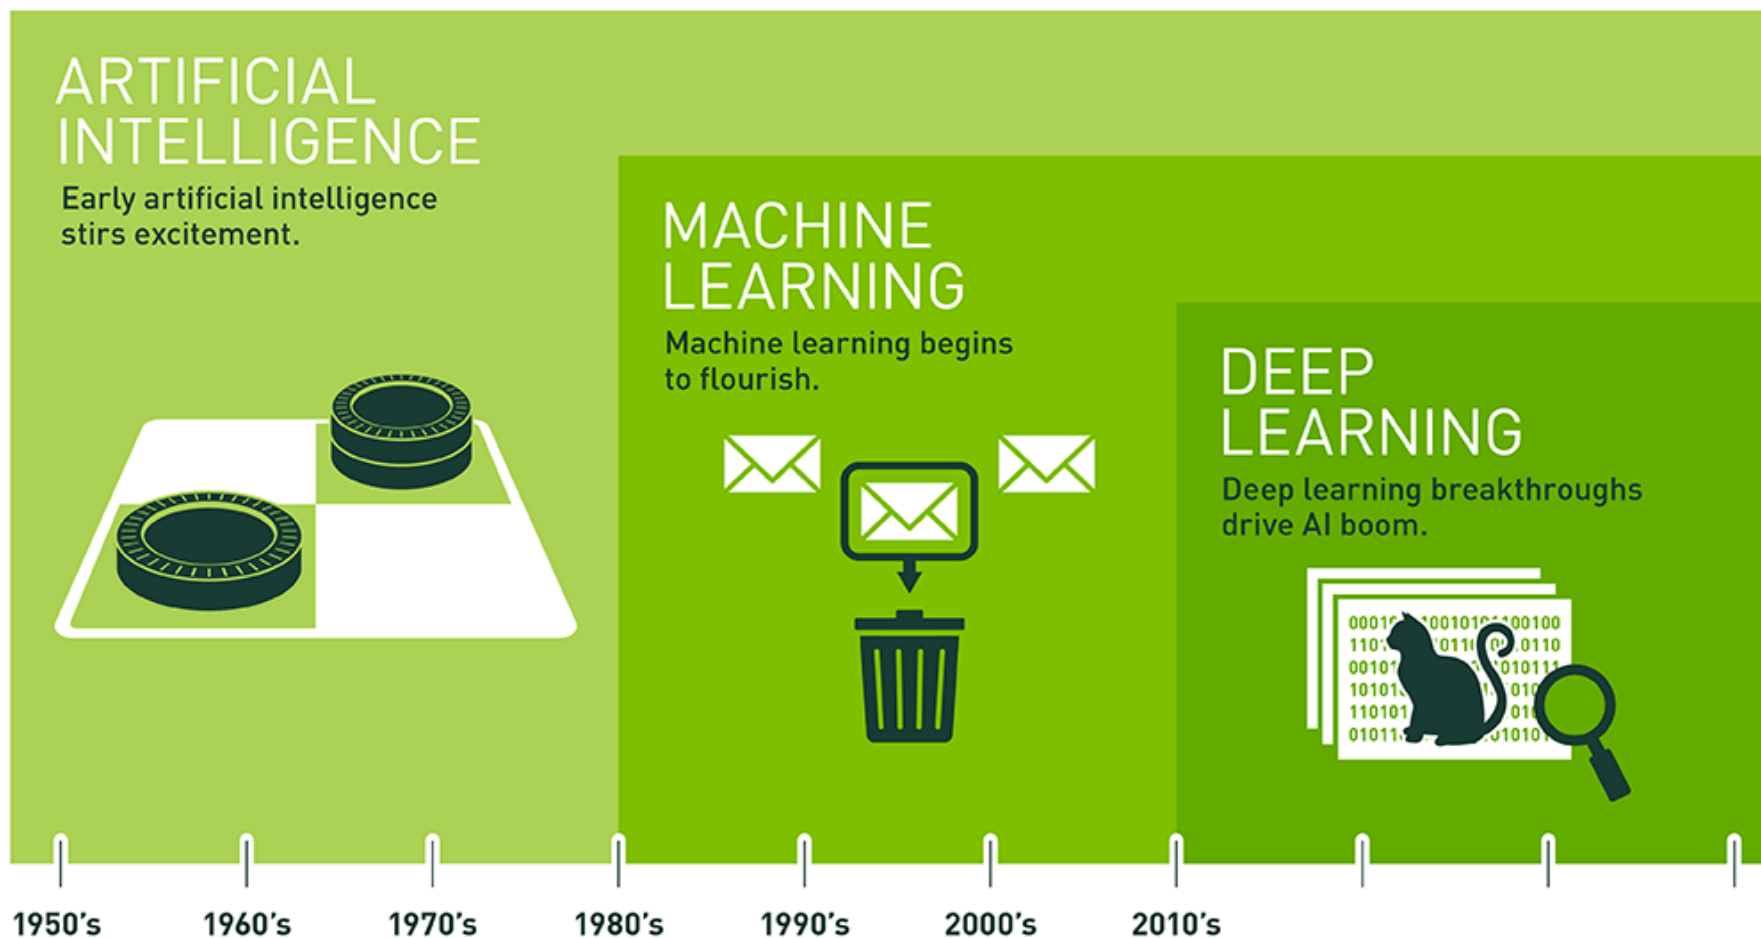 ARTIFICIAL
INTELLIGENCE
Early artificial intelligence
stirs excitement.
MACHINE
LEARNING
Machine learning begins
to flourish.
DEEP
LEARNING
Deep learning breakthroughs
drive AI boom.
1950's
1960's
1970's
1980's
1990's
2000's
2010's